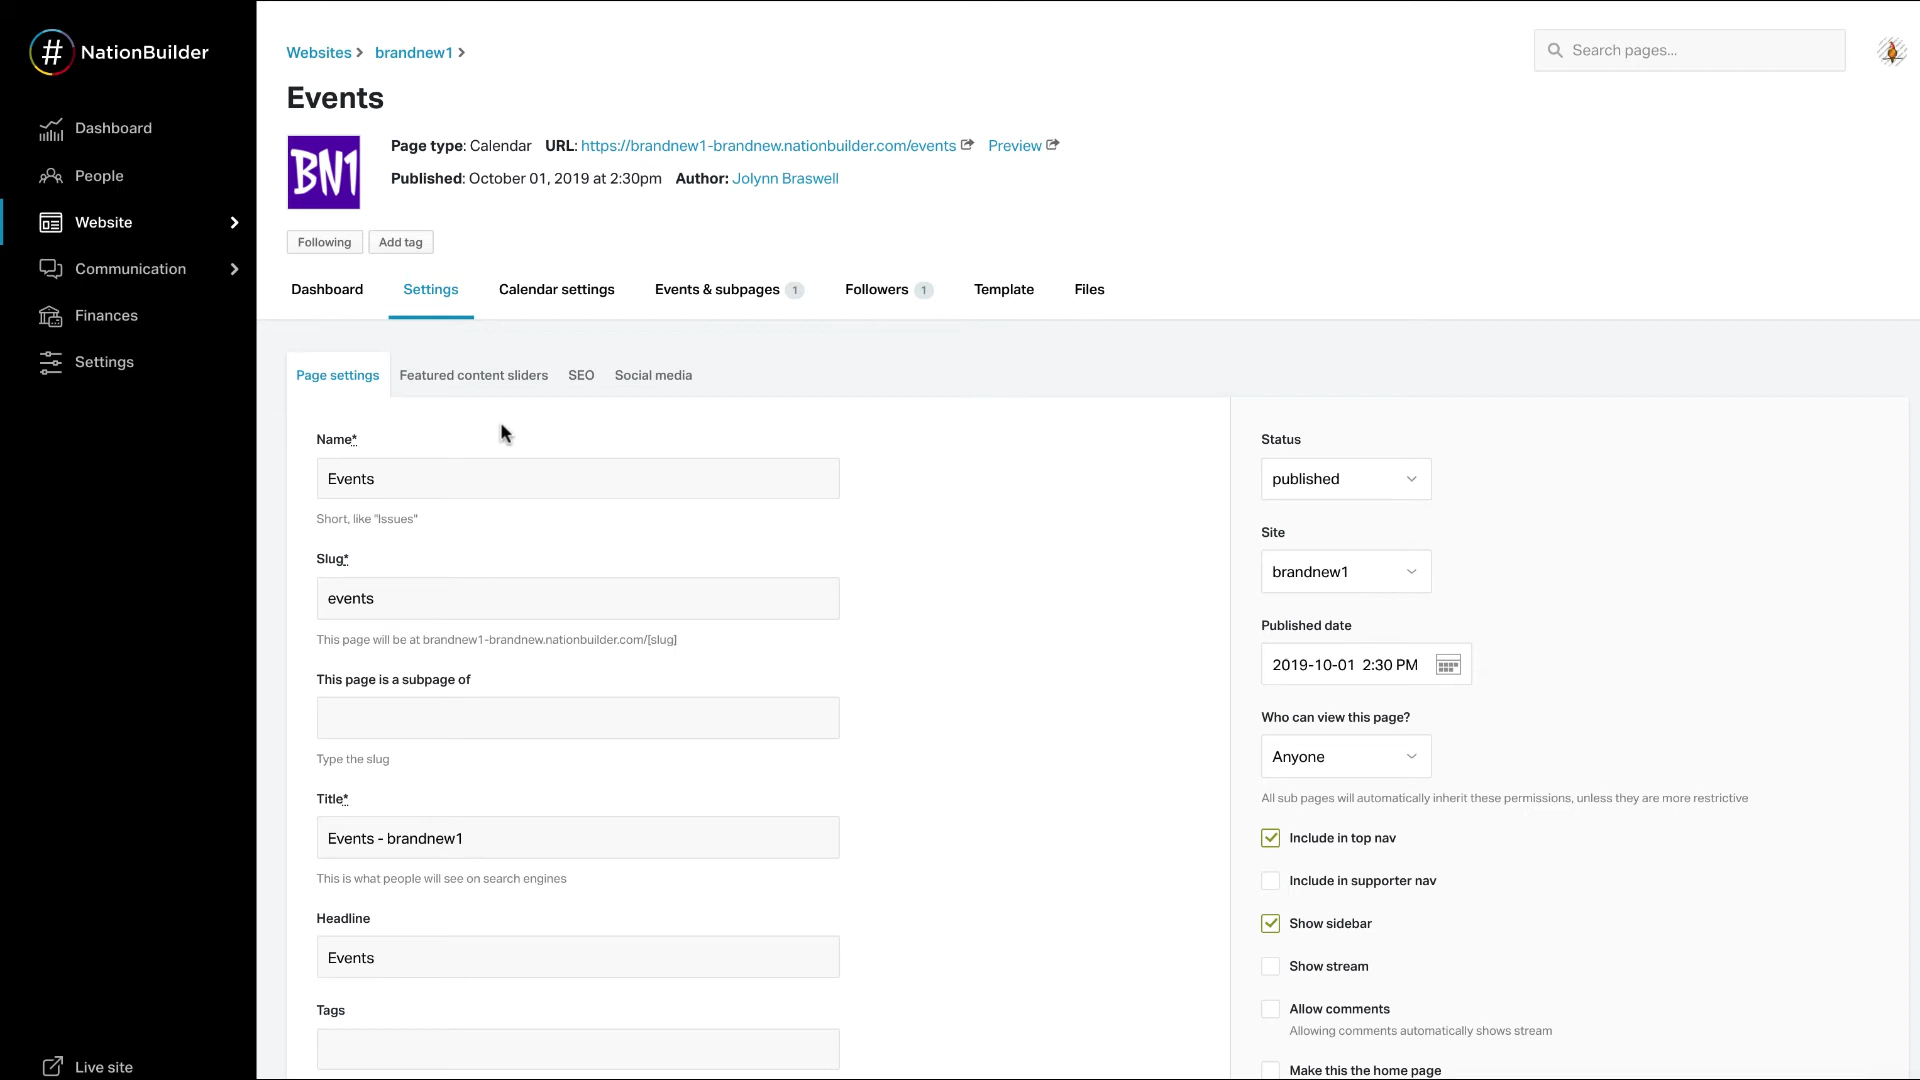 # NationBuilder
Dashboard
People
Website
Communication
Finances
Settings
Live site
Websites > brandnew1 >
Search pages...
Events
BN1
Page type: Calendar URL: https://brandnew1-brandnew.nationbuilder.com/events Preview
Published: October 01, 2019 at 2:30pm Author: Jolynn Braswell
Following Add tag
Dashboard Settings Calendar settings Events & subpages 1 Followers 1 Template Files
Page settings Featured content sliders SEO Social media
Name*
Events
Short, like "Issues"
Slug*
events
This page will be at brandnew1-brandnew.nationbuilder.com/[slug]
This page is a subpage of
Type the slug
Title*
Events - brandnew1
This is what people will see on search engines
Headline
Events
Tags
Status
published
Site
brandnew1
Published date
2019-10-01 2:30 PM
Who can view this page?
Anyone
All sub pages will automatically inherit these permissions, unless they are more restrictive
Include in top nav
Include in supporter nav
Show sidebar
Show stream
Allow comments
Allowing comments automatically shows stream
Make this the home page